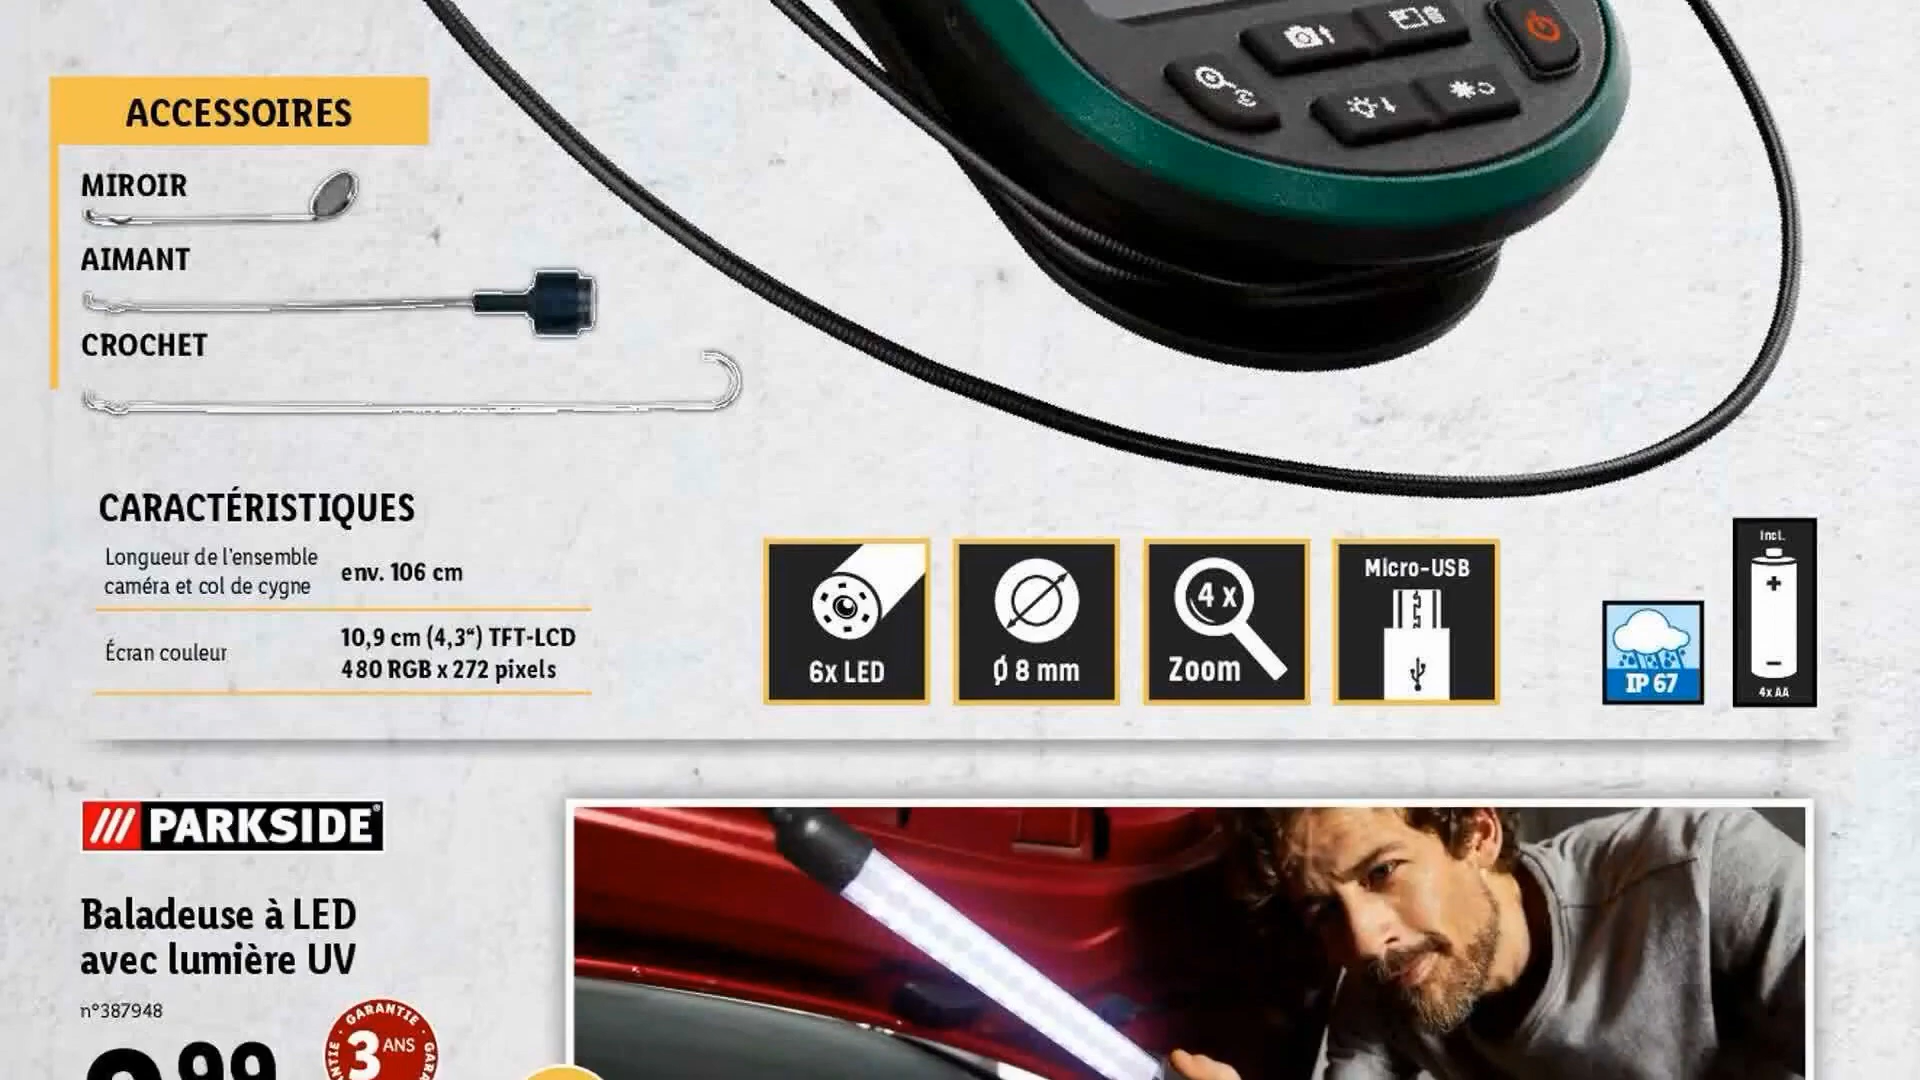 ACCESSOIRES
MIROIR
AIMANT
CROCHET
CARACTÉRISTIQUES
Longueur de l'ensemble
caméra et col de cygne
env. 106 cm
Écran couleur
10,9 cm (4,3“) TFT-LCD
480 RGB x 272 pixels
6x LED
Ø 8 mm
4 x
Zoom
Micro-USB
IP 67
Incl.
+
–
4x AA
PARKSIDE®
Baladeuse à LED
avec lumière UV
n°387948
GARANTIE
3 ANS
99